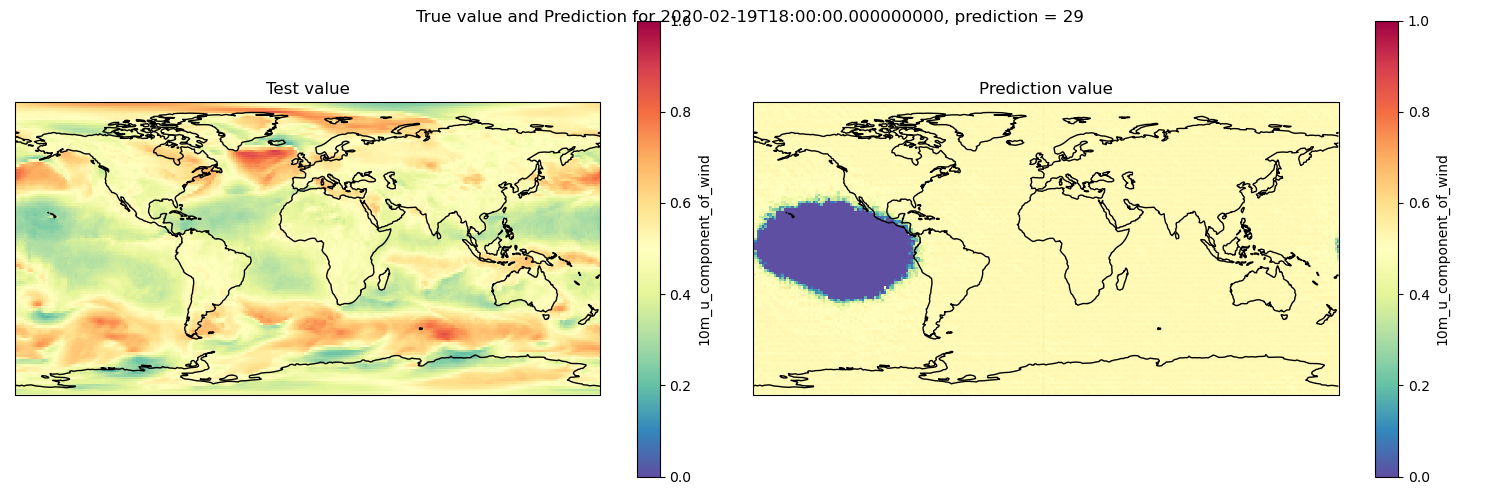 True value and Prediction for 2020-02-19T18:00:00.000000000, prediction = 29
Test value
1.0
0.8
0.6
0.4
0.2
0.0
10m_u_component_of_wind
Prediction value
1.0
0.8
0.6
0.4
0.2
0.0
10m_u_component_of_wind